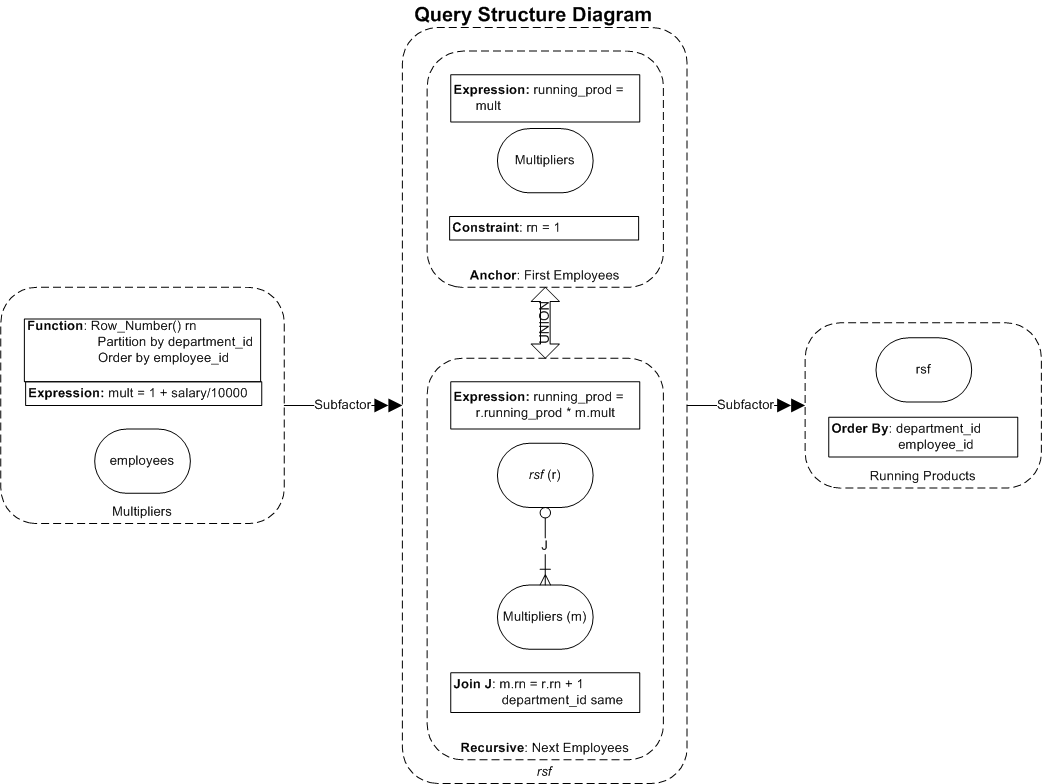 Query Structure Diagram
Expression: running_prod =
mult
Multipliers
Constraint: rn = 1
Anchor: First Employees
UNION
Function: Row_Number() rn
Partition by department_id
Order by employee_id
Expression: mult = 1 + salary/10000
employees
Multipliers
Subfactor
Expression: running_prod =
r.running_prod * m.mult
rsf (r)
J
Multipliers (m)
Join J: m.rn = r.rn + 1
department_id same
Recursive: Next Employees
rsf
Subfactor
rsf
Order By: department_id
employee_id
Running Products